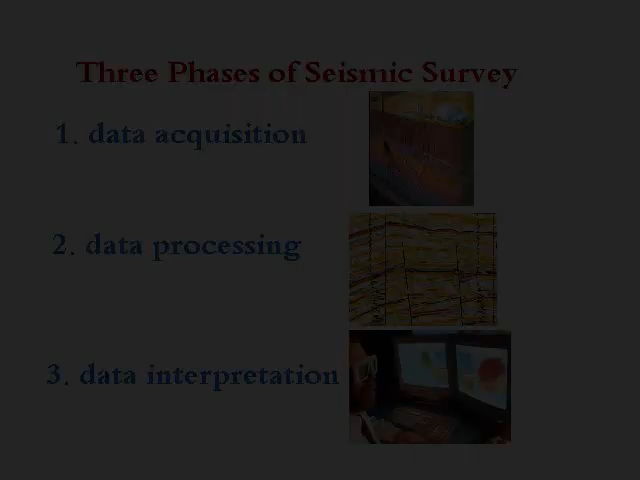 Three Phases of Seismic Survey
1. data acquisition
2. data processing
3. data interpretation